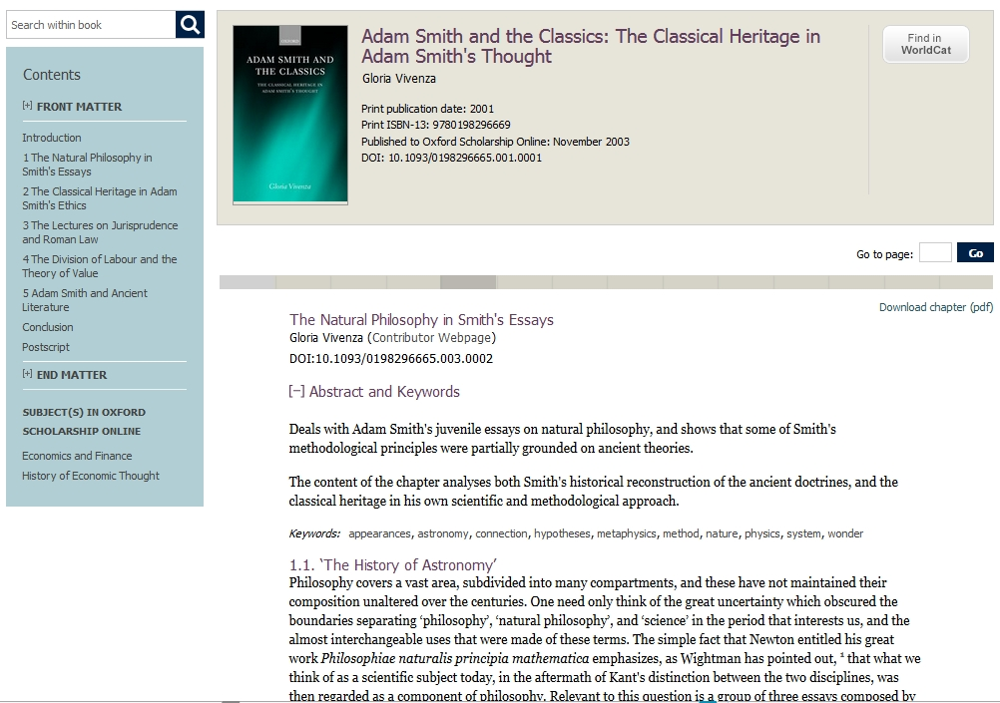 Search within book
Contents
[+] FRONT MATTER
Introduction
1 The Natural Philosophy in
Smith's Essays
2 The Classical Heritage in Adam
Smith's Ethics
3 The Lectures on Jurisprudence
and Roman Law
4 The Division of Labour and the
Theory of Value
5 Adam Smith and Ancient
Literature
Conclusion
Postscript
[+] END MATTER
SUBJECT(S) IN OXFORD
SCHOLARSHIP ONLINE
Economics and Finance
History of Economic Thought
OXFORD
ADAM SMITH AND
THE CLASSICS
THE CLASSICAL HERITAGE IN
ADAM SMITH'S THOUGHT
Gloria Vivenza
Adam Smith and the Classics: The Classical Heritage in
Adam Smith's Thought
Gloria Vivenza
Print publication date: 2001
Print ISBN-13: 9780198296669
Published to Oxford Scholarship Online: November 2003
DOI: 10.1093/0198296665.001.0001
Find in
WorldCat
Go to page:
Go
Download chapter (pdf)
The Natural Philosophy in Smith's Essays
Gloria Vivenza (Contributor Webpage)
DOI:10.1093/0198296665.003.0002
[−] Abstract and Keywords
Deals with Adam Smith's juvenile essays on natural philosophy, and shows that some of Smith's
methodological principles were partially grounded on ancient theories.
The content of the chapter analyses both Smith's historical reconstruction of the ancient doctrines, and the
classical heritage in his own scientific and methodological approach.
Keywords: appearances, astronomy, connection, hypotheses, metaphysics, method, nature, physics, system, wonder
1.1. ‘The History of Astronomy’
Philosophy covers a vast area, subdivided into many compartments, and these have not maintained their
composition unaltered over the centuries. One need only think of the great uncertainty which obscured the
boundaries separating ‘philosophy’, ‘natural philosophy’, and ‘science’ in the period that interests us, and the
almost interchangeable uses that were made of these terms. The simple fact that Newton entitled his great
work Philosophiae naturalis principia mathematica emphasizes, as Wightman has pointed out, ¹ that what we
think of as a scientific subject today, in the aftermath of Kant's distinction between the two disciplines, was
then regarded as a component of philosophy. Relevant to this question is a group of three essays composed by